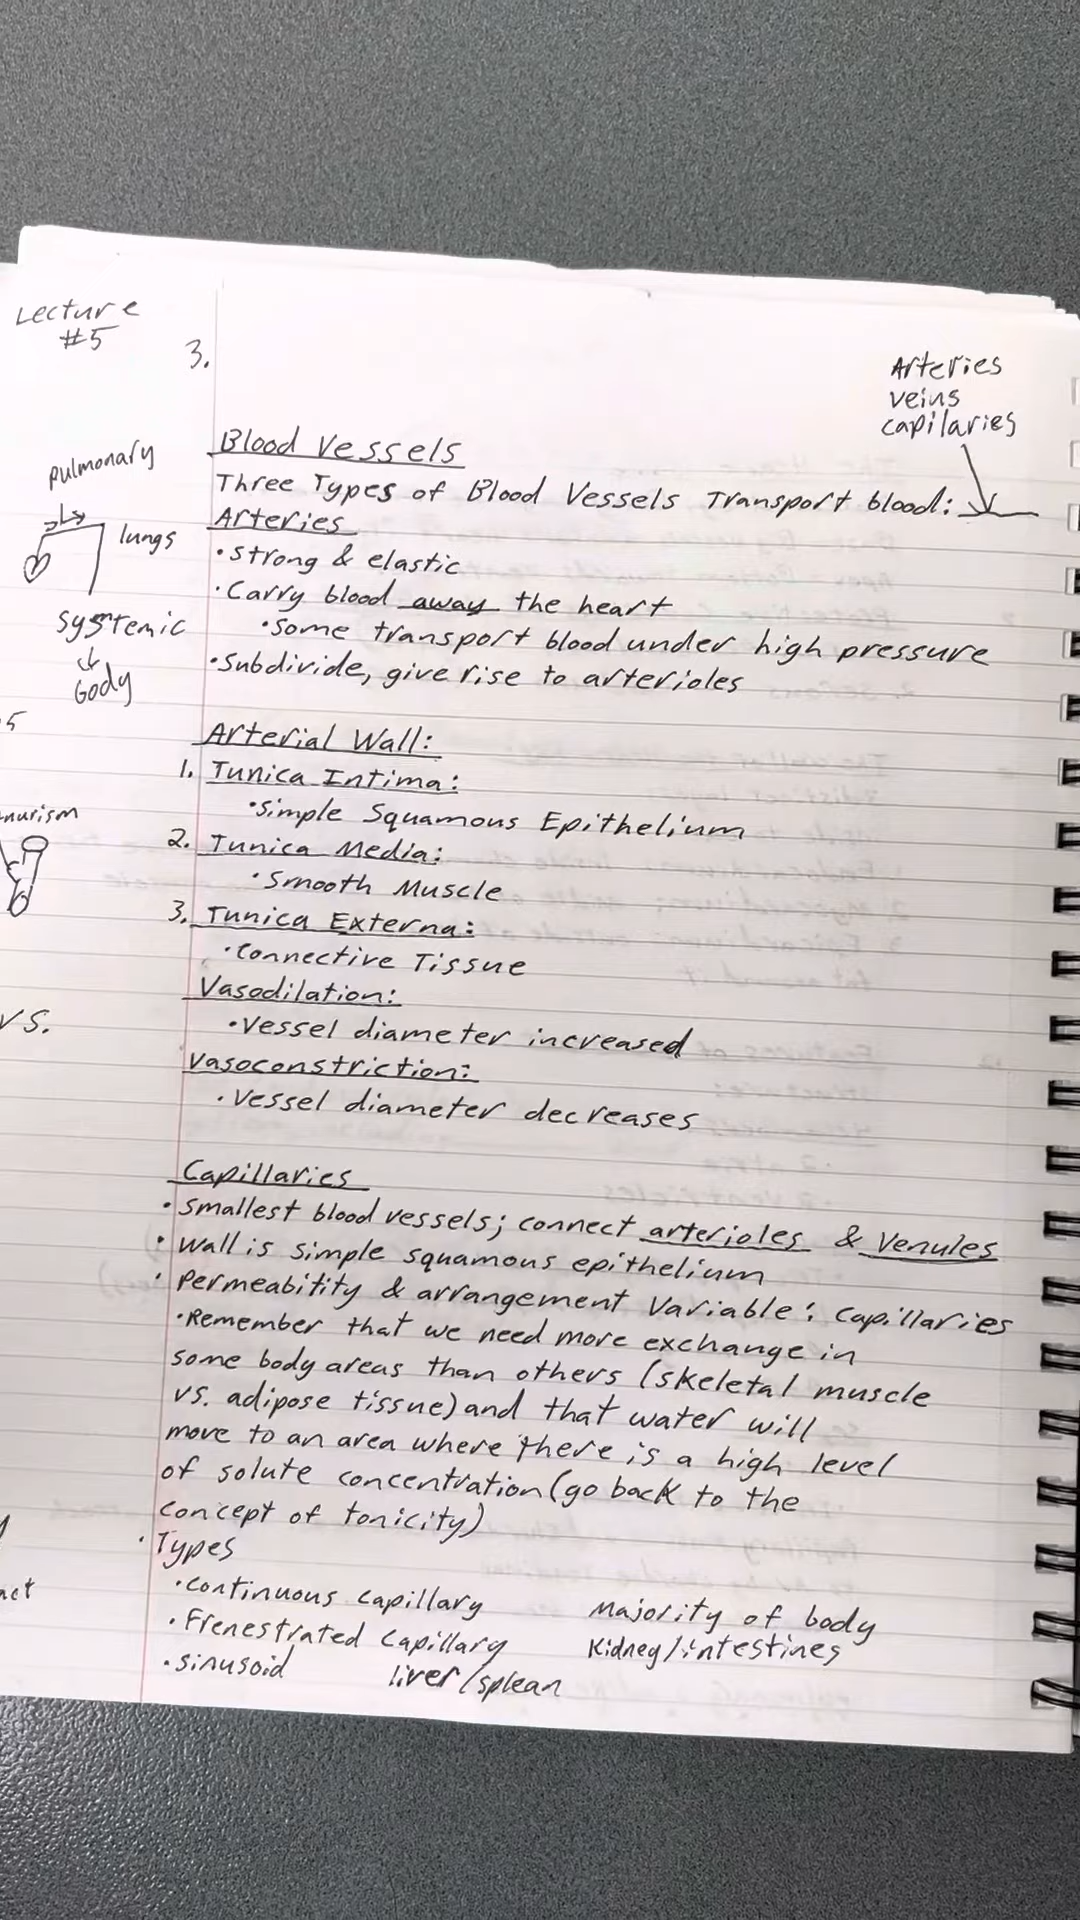 Lecture
#5
3.
Arteries
veins
capilaries
Blood Vessels
Three Types of Blood Vessels Transport blood:
pulmonary
lungs
systemic
body
Arteries
• strong & elastic
• Carry blood away the heart
• some transport blood under high pressure
• Subdivide, give rise to arterioles
Arterial Wall:
1. Tunica Intima:
• Simple Squamous Epithelium
2. Tunica Media:
• Smooth Muscle
3. Tunica Externa:
• Connective Tissue
Vasodilation:
• Vessel diameter increased
vs.
Vasoconstriction:
• Vessel diameter decreases
Capillaries
• Smallest blood vessels; connect arterioles & venules
• Wall is simple squamous epithelium
• Permeabitity & arrangement variable: capillaries
• Remember that we need more exchange in
some body areas than others (skeletal muscle
vs. adipose tissue) and that water will
move to an area where there is a high level
of solute concentration (go back to the
concept of tonicity)
• Types
• Continuous capillary majority of body
• Frenestrated capillary Kidney/intestines
• sinusoid liver/splean